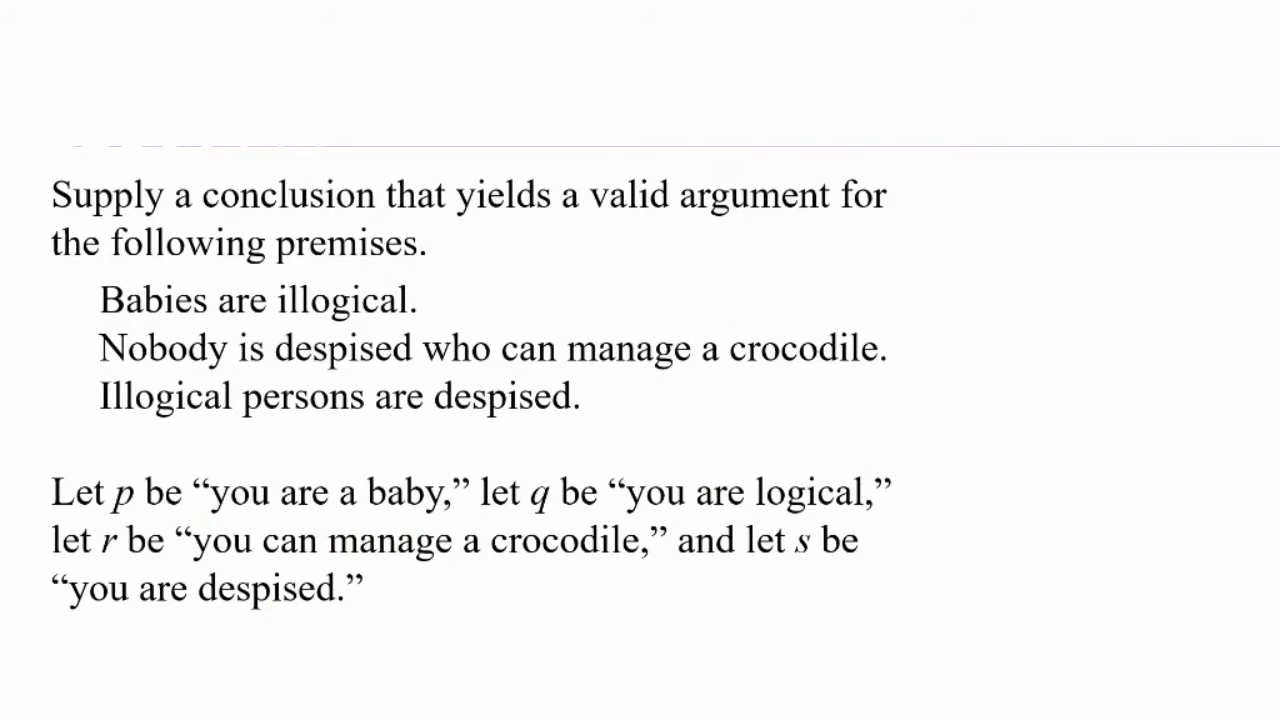 Supply a conclusion that yields a valid argument for
the following premises.
Babies are illogical.
Nobody is despised who can manage a crocodile.
Illogical persons are despised.
Let p be “you are a baby,” let q be “you are logical,”
let r be “you can manage a crocodile,” and let s be
“you are despised.”